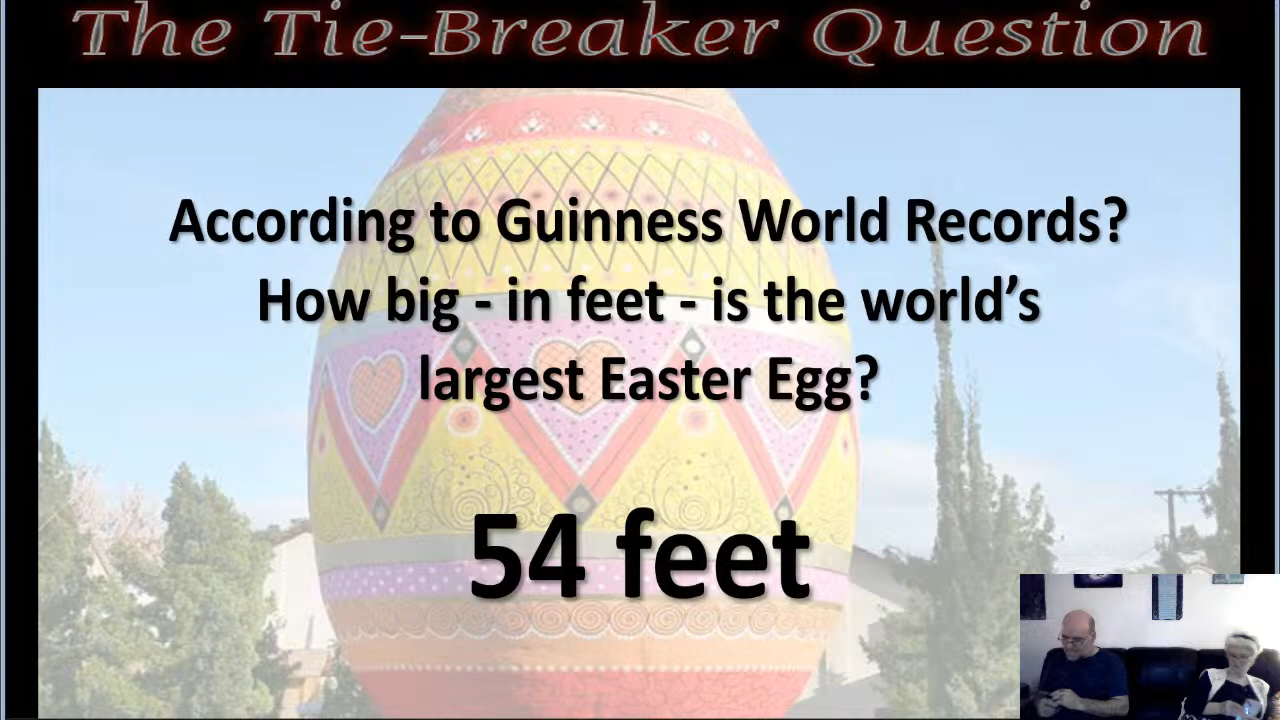 The Tie-Breaker Question
According to Guinness World Records?
How big - in feet - is the world’s
largest Easter Egg?
54 feet